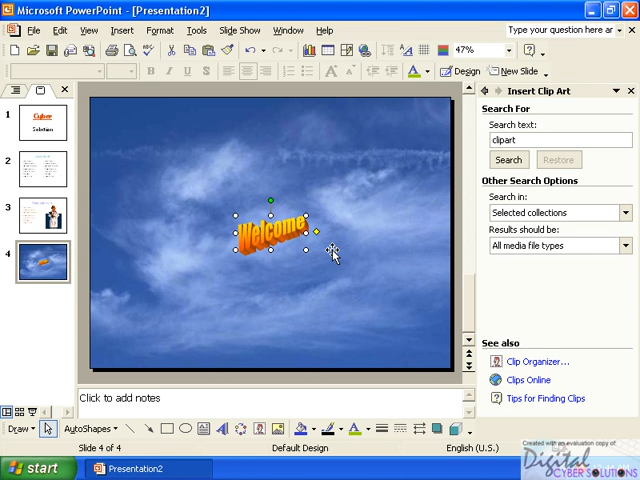 Microsoft PowerPoint - [Presentation2]
File Edit View Insert Format Tools Slide Show Window Help
Type your question here ar
47%
B I U S
A A
A Design New Slide
1 Cyber
Solution
2
3
4
Welcome
Insert Clip Art
Search For
Search text:
clipart
Search Restore
Other Search Options
Search in:
Selected collections
Results should be:
All media file types
See also
Clip Organizer...
Clips Online
Tips for Finding Clips
Click to add notes
Draw AutoShapes
Slide 4 of 4 Default Design English (U.S.)
start Presentation2
Created with an evaluation copy of
Digital
CYBER SOLUTIONS